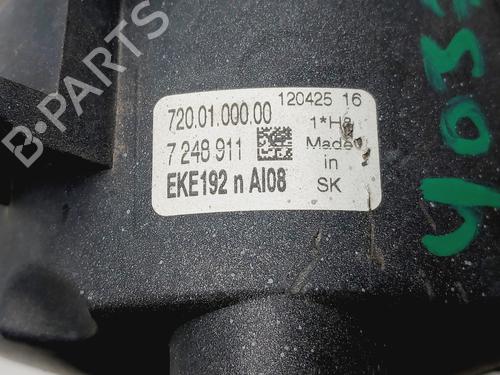 720.01.000.00
120425 16
7 248 911
1*H8
Made
in
EKE192 n AI08
SK
B-PARTS